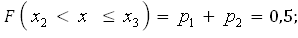 F(x₂ < x ≤ x₃) = p₁ + p₂ = 0,5;